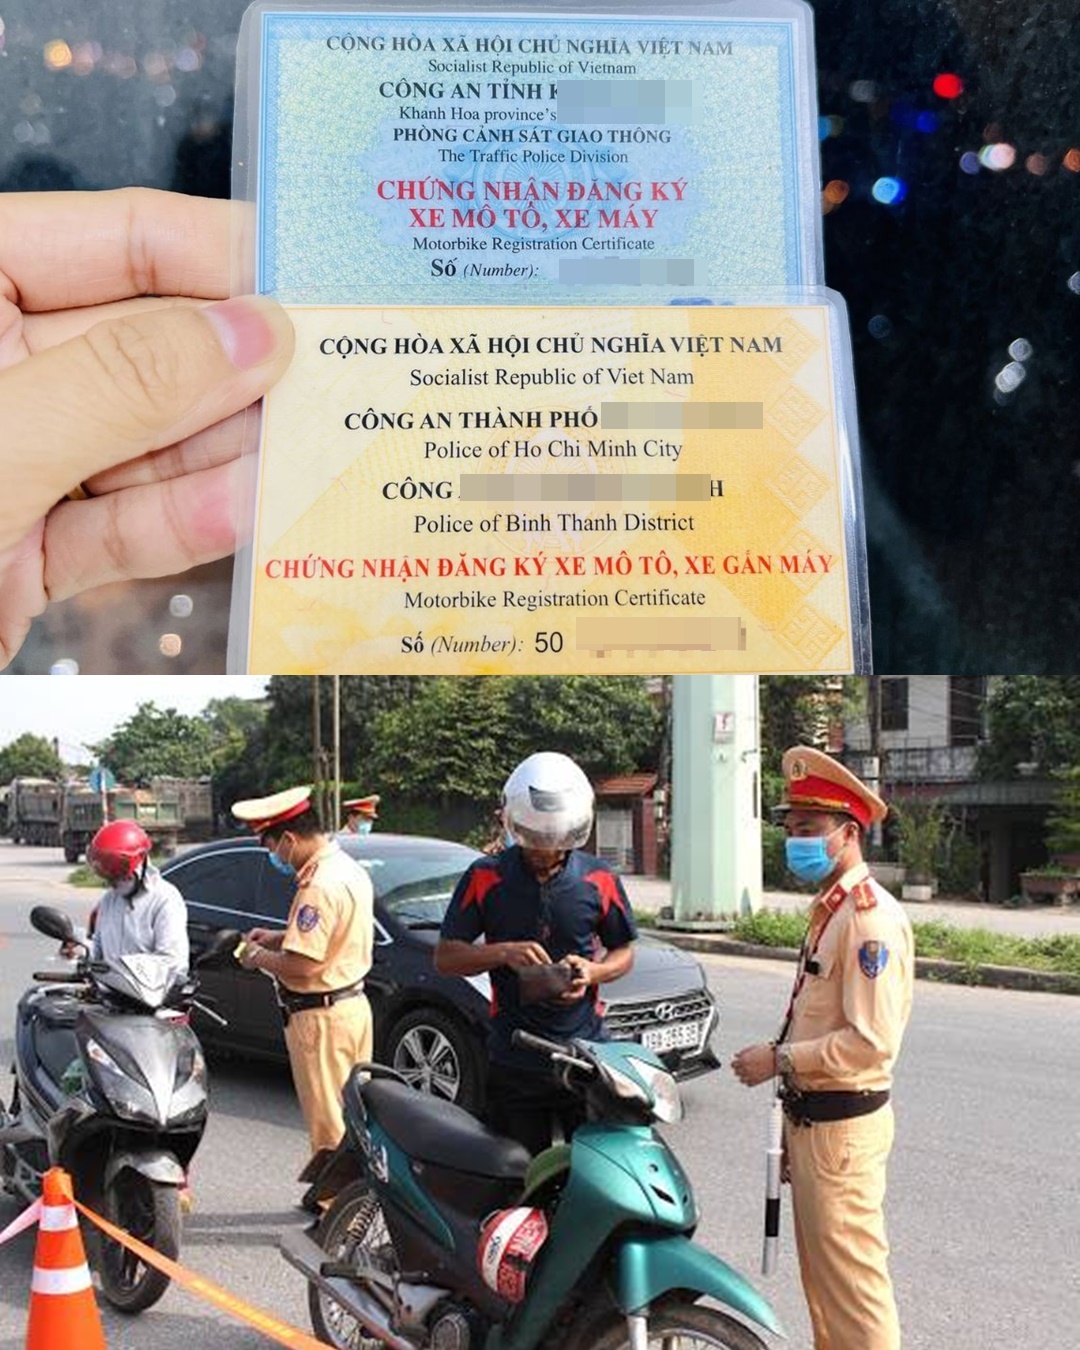 CỘNG HÒA XÃ HỘI CHỦ NGHĨA VIỆT NAM
Socialist Republic of Vietnam
CÔNG AN TỈNH K
Khanh Hoa province's
PHÒNG CẢNH SÁT GIAO THÔNG
The Traffic Police Division
CHỨNG NHẬN ĐĂNG KÝ
XE MÔ TÔ, XE MÁY
Motorbike Registration Certificate
Số (Number):
CỘNG HÒA XÃ HỘI CHỦ NGHĨA VIỆT NAM
Socialist Republic of Viet Nam
CÔNG AN THÀNH PHỐ
Police of Ho Chi Minh City
CÔNG H
Police of Binh Thanh District
CHỨNG NHẬN ĐĂNG KÝ XE MÔ TÔ, XE GẮN MÁY
Motorbike Registration Certificate
Số (Number): 50